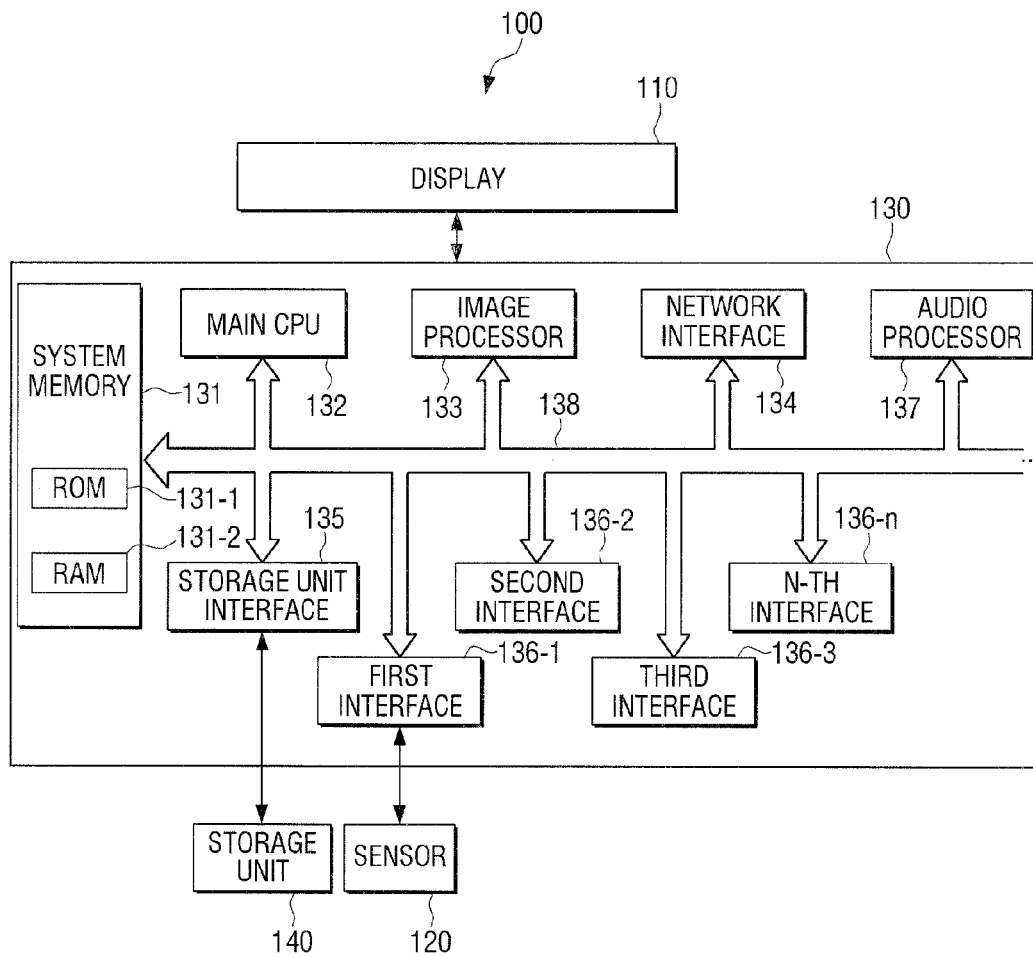 100
110
DISPLAY
130
SYSTEM
MEMORY
131
ROM
131-1
131-2
RAM
MAIN CPU
132
IMAGE
PROCESSOR
133
NETWORK
INTERFACE
134
AUDIO
PROCESSOR
137
138
...
135
STORAGE UNIT
INTERFACE
136-2
SECOND
INTERFACE
136-n
N-TH
INTERFACE
136-1
FIRST
INTERFACE
136-3
THIRD
INTERFACE
STORAGE
UNIT
140
SENSOR
120